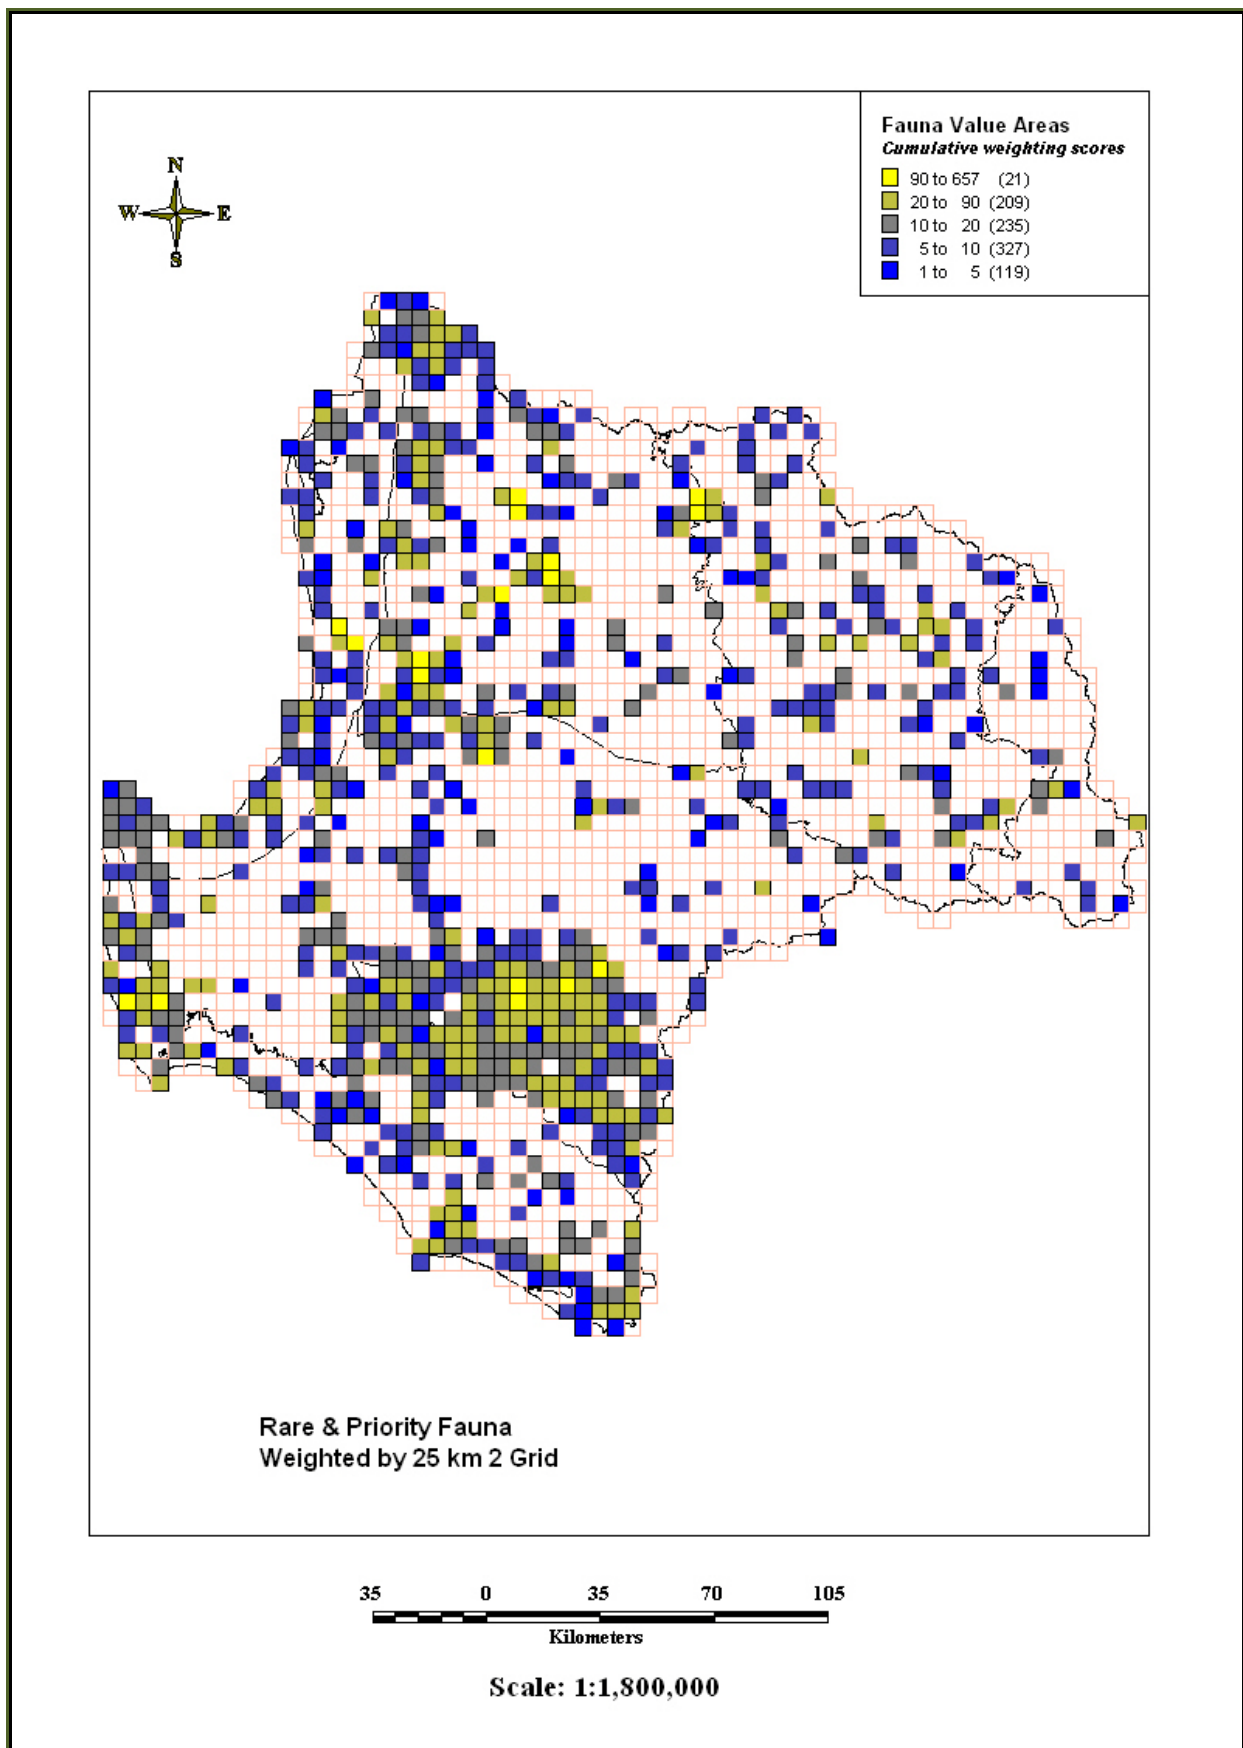 Fauna Value Areas
Cumulative weighting scores
90 to 657 (21)
20 to 90 (209)
10 to 20 (235)
5 to 10 (327)
1 to 5 (119)
N
W E
S
Rare & Priority Fauna
Weighted by 25 km 2 Grid
35 0 35 70 105
Kilometers
Scale: 1:1,800,000